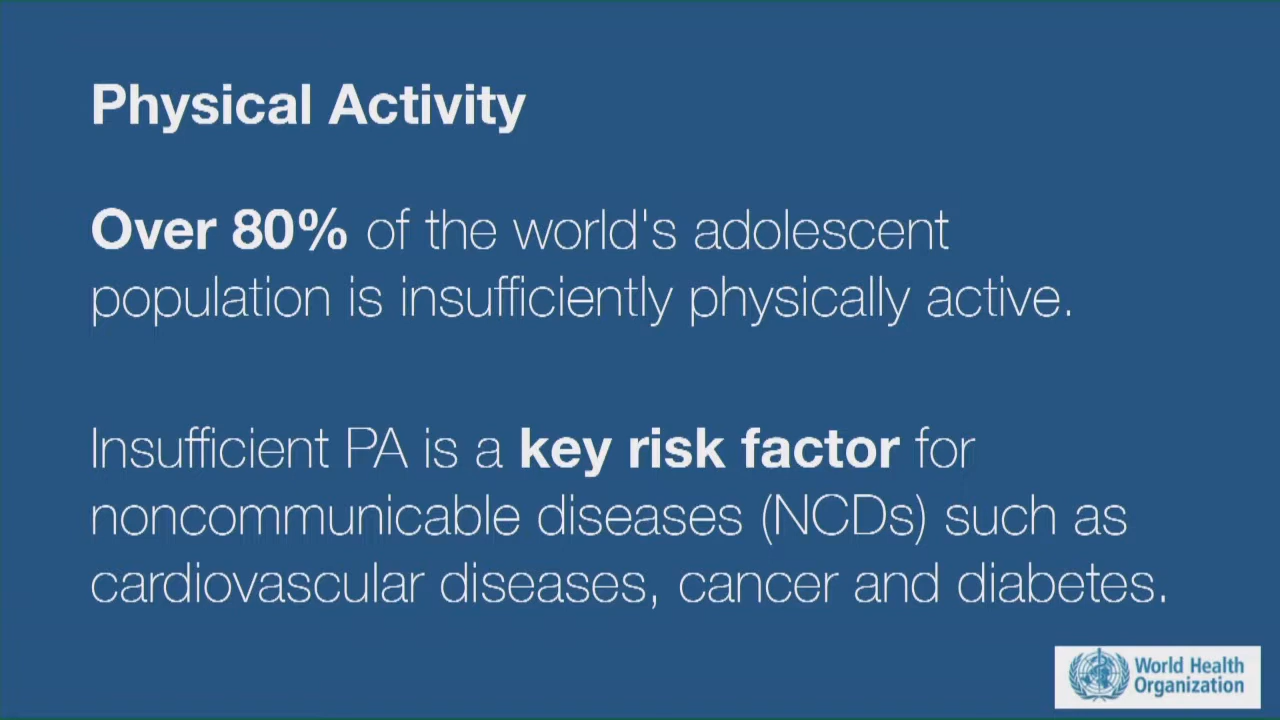 Physical Activity
Over 80% of the world's adolescent
population is insufficiently physically active.
Insufficient PA is a key risk factor for
noncommunicable diseases (NCDs) such as
cardiovascular diseases, cancer and diabetes.
World Health
Organization